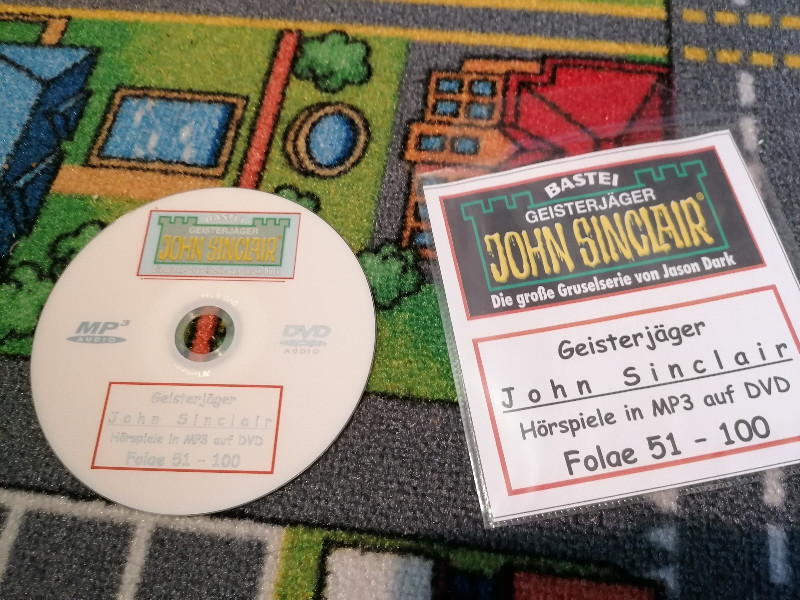 BASTEI
GEISTERJÄGER
JOHN SINCLAIR
MP3
AUDIO
DVD
AUDIO
Geisterjäger
John Sinclair
Hörspiele in MP3 auf DVD
Folge 51 - 100
BASTEI
GEISTERJÄGER
JOHN SINCLAIR®
Die große Gruselserie von Jason Dark
Geisterjäger
John Sinclair
Hörspiele in MP3 auf DVD
Folge 51 - 100